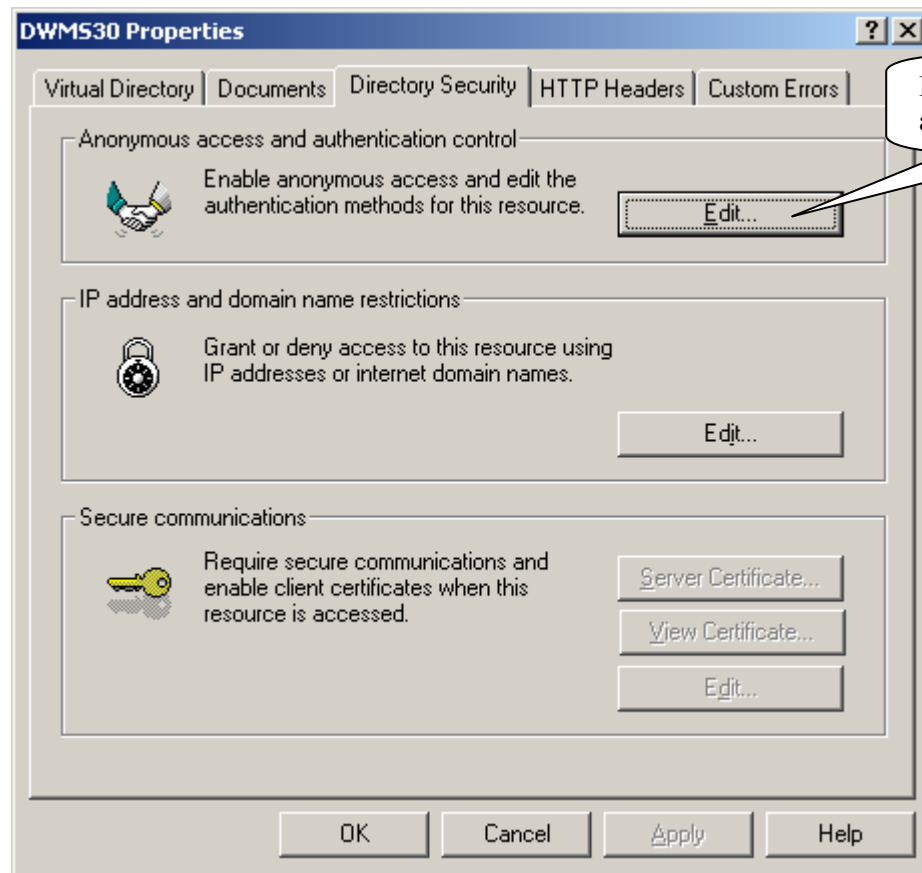 DWMS30 Properties
Virtual Directory Documents Directory Security HTTP Headers Custom Errors
Anonymous access and authentication control
Enable anonymous access and edit the
authentication methods for this resource.
Edit...
IP address and domain name restrictions
Grant or deny access to this resource using
IP addresses or internet domain names.
Edit...
Secure communications
Require secure communications and
enable client certificates when this
resource is accessed.
Server Certificate...
View Certificate...
Edit...
OK Cancel Apply Help